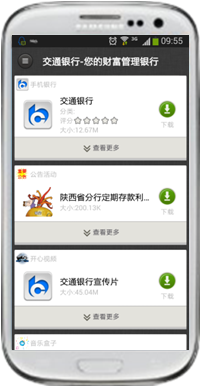 3G
09:55
交通银行-您的财富管理银行
手机银行
交通银行
分类:
评分
大小:12.67M
下载
查看更多
公告活动
陕西省分行定期存款利...
大小:200.13K
下载
查看更多
开心视频
交通银行宣传片
大小:45.04M
下载
查看更多
音乐盒子